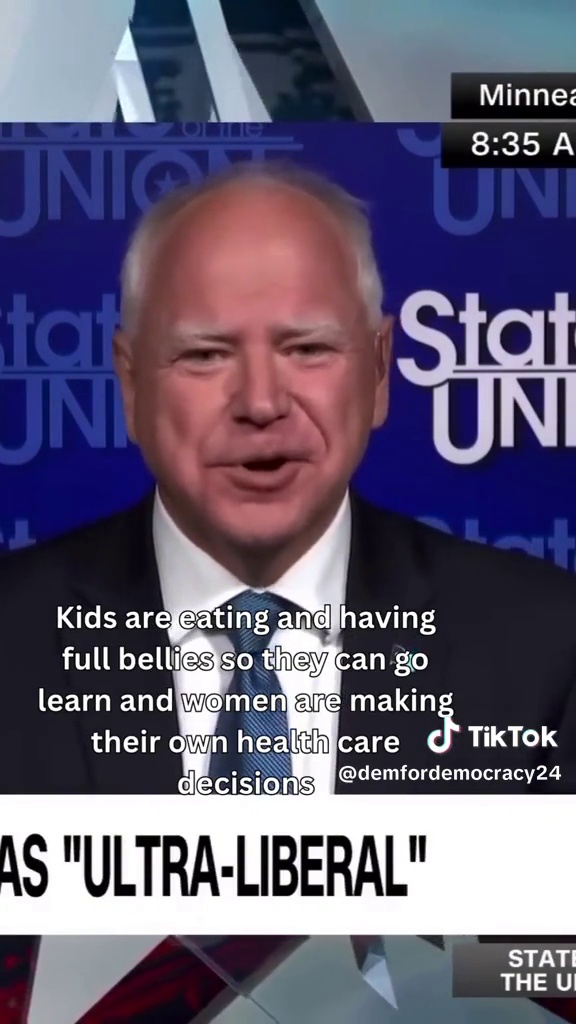 State of the
UNION
Minnea
8:35 A
State
UNI
Kids are eating and having
full bellies so they can go
learn and women are making
their own health care
decisions
TikTok
@demfordemocracy24
AS "ULTRA-LIBERAL"
STATE
THE U